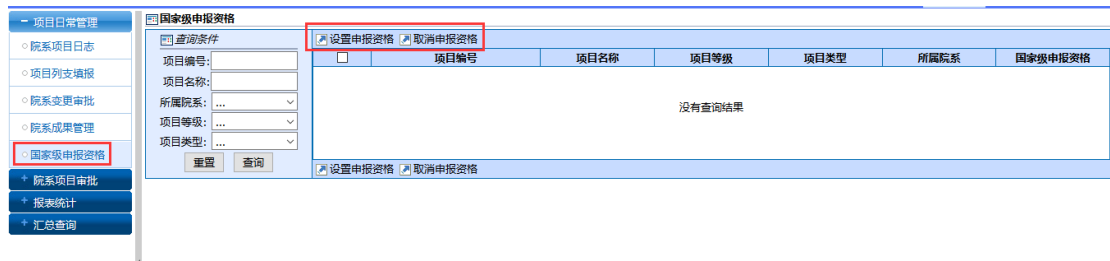 − 项目日常管理
院系项目日志
项目列支填报
院系变更审批
院系成果管理
国家级申报资格
+ 院系项目审批
+ 报表统计
+ 汇总查询
国家级申报资格
查询条件
项目编号:
项目名称:
所属院系: ...
项目等级: ...
项目类型: ...
重置 查询
设置申报资格 取消申报资格
项目编号 项目名称 项目等级 项目类型 所属院系 国家级申报资格
没有查询结果
设置申报资格 取消申报资格